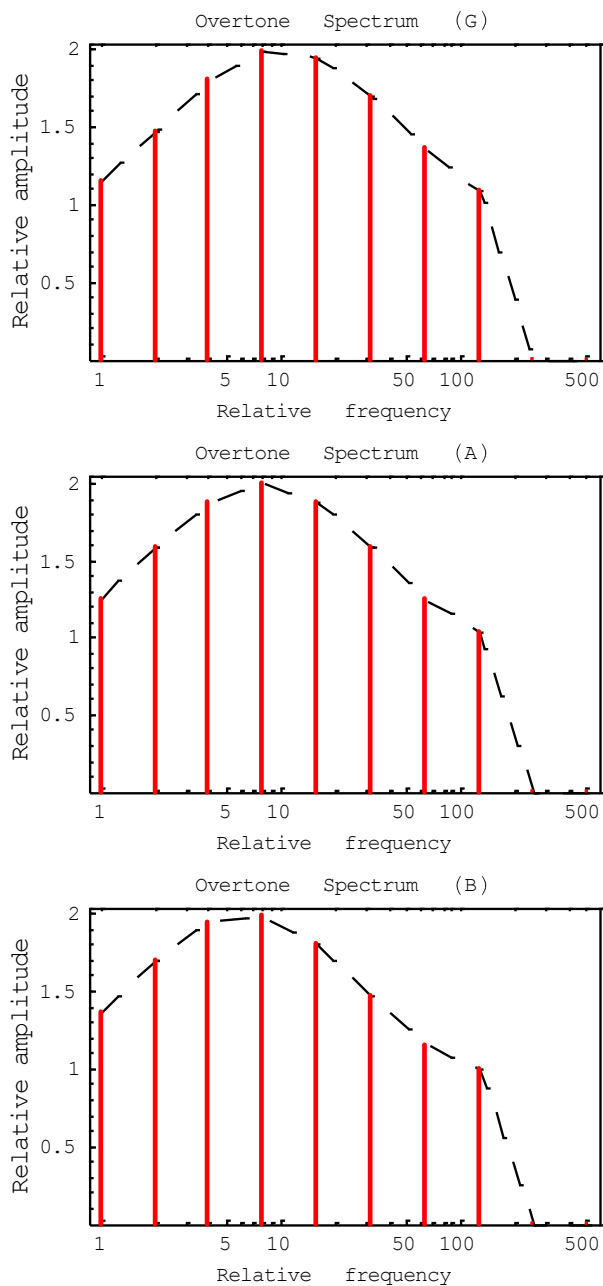 Overtone Spectrum (G)
Relative amplitude
2
1.5
1
0.5
1 5 10 50 100 500
Relative frequency
Overtone Spectrum (A)
Relative amplitude
2
1.5
1
0.5
1 5 10 50 100 500
Relative frequency
Overtone Spectrum (B)
Relative amplitude
2
1.5
1
0.5
1 5 10 50 100 500
Relative frequency